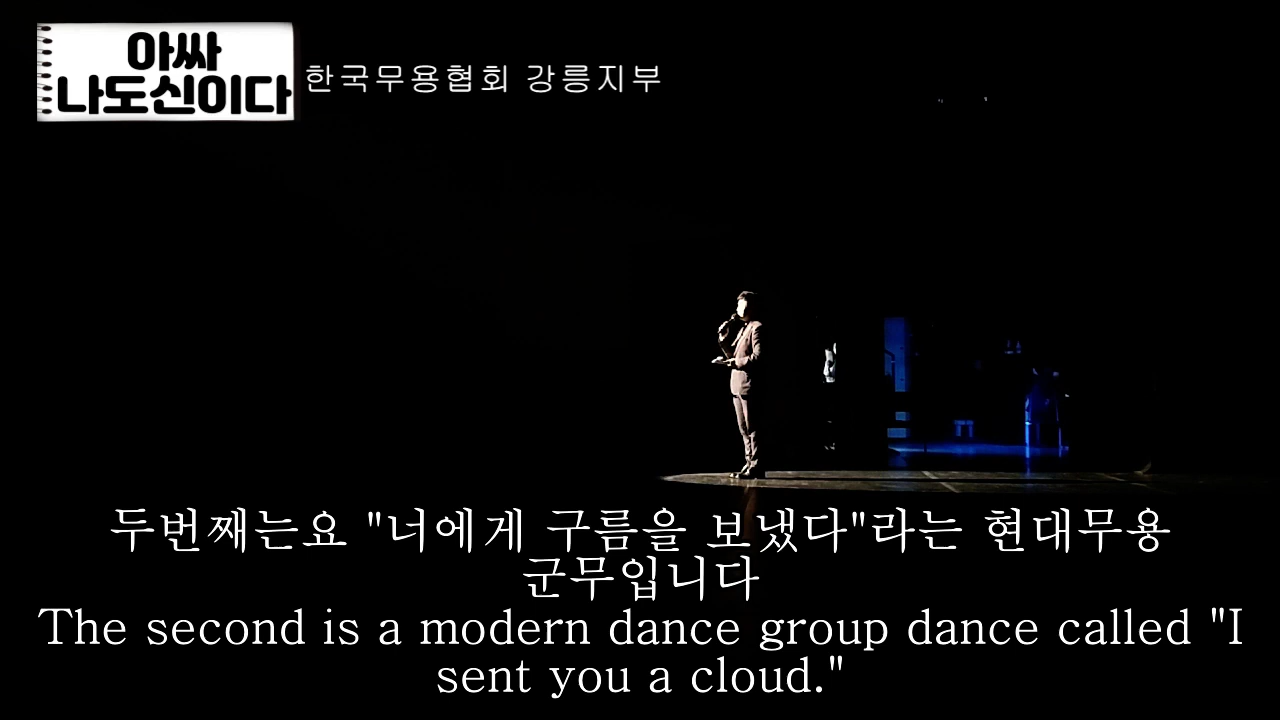 아싸
나도신이다
한국무용협회 강릉지부
두번째는요 "너에게 구름을 보냈다"라는 현대무용
군무입니다
The second is a modern dance group dance called "I
sent you a cloud."